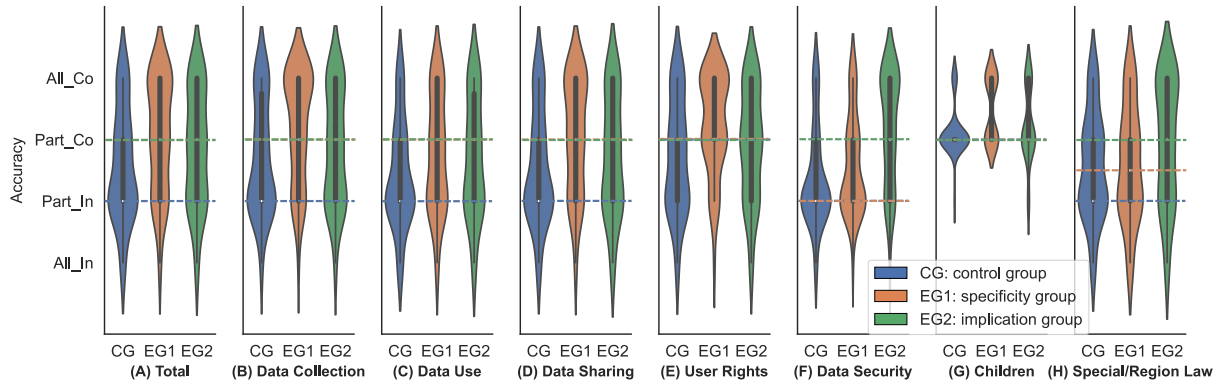 Accuracy
All_Co
Part_Co
Part_In
All_In
CG: control group
EG1: specificity group
EG2: implication group
CG EG1 EG2 CG EG1 EG2 CG EG1 EG2 CG EG1 EG2 CG EG1 EG2 CG EG1 EG2 CG EG1 EG2 CG EG1 EG2
(A) Total (B) Data Collection (C) Data Use (D) Data Sharing (E) User Rights (F) Data Security (G) Children (H) Special/Region Law